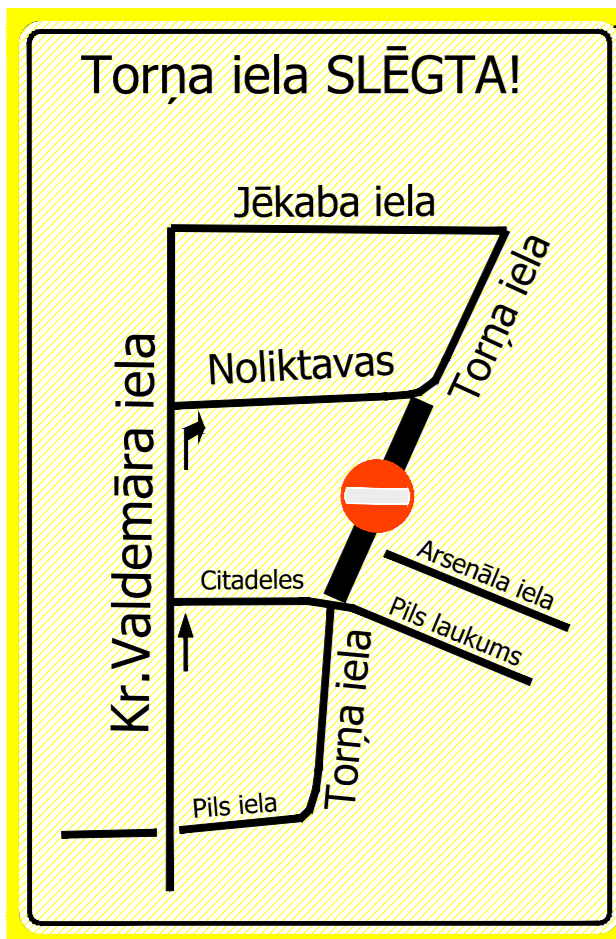 Torņa iela SLĒGTA!
Jēkaba iela
Torņa iela
Noliktavas
Kr.Valdemāra iela
Citadeles
Arsenāla iela
Pils laukums
Torņa iela
Pils iela